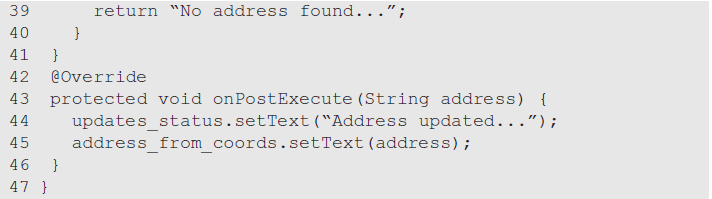 39      return “No address found...”;
40    }
41  }
42  @Override
43  protected void onPostExecute(String address) {
44    updates_status.setText(“Address updated...”);
45    address_from_coords.setText(address);
46  }
47 }